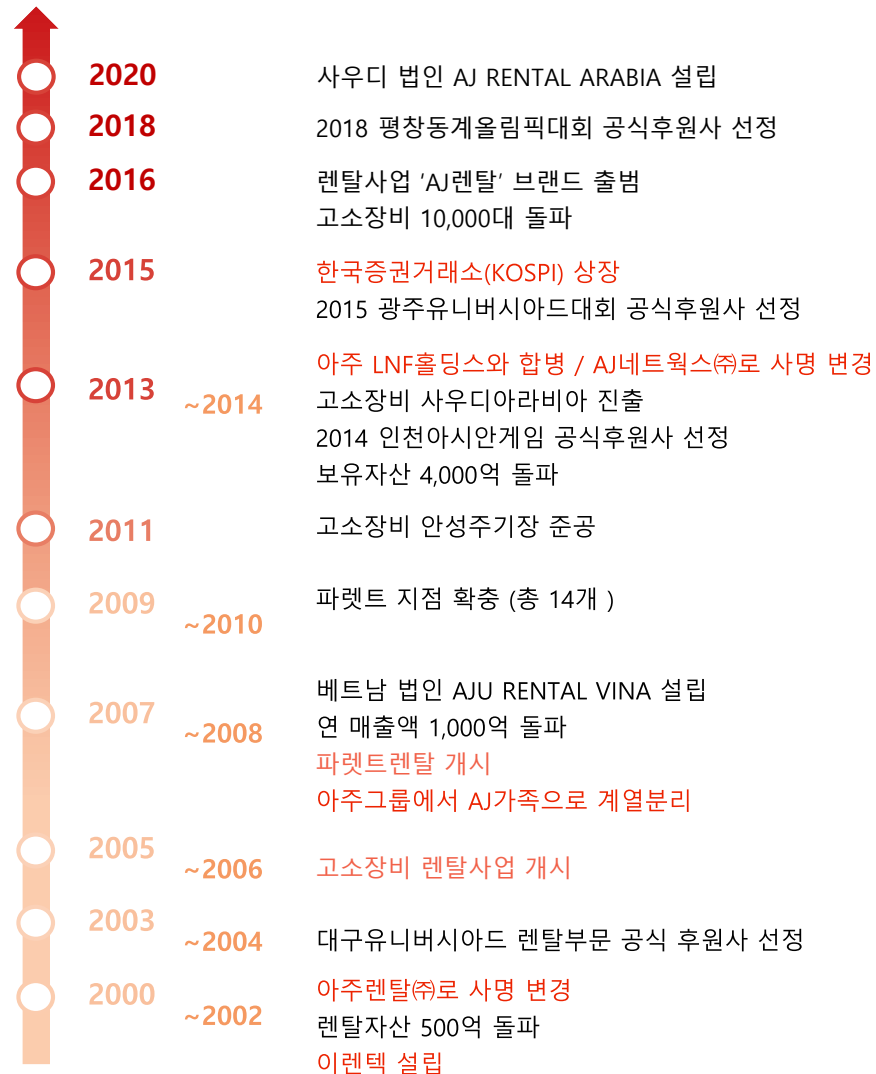 2020 사우디 법인 AJ RENTAL ARABIA 설립
2018 2018 평창동계올림픽대회 공식후원사 선정
2016 렌탈사업 ‘AJ렌탈’ 브랜드 출범
고소장비 10,000대 돌파
2015 한국증권거래소(KOSPI) 상장
2015 광주유니버시아드대회 공식후원사 선정
아주 LNF홀딩스와 합병 / AJ네트웍스㈜로 사명 변경
2013 ~2014 고소장비 사우디아라비아 진출
2014 인천아시안게임 공식후원사 선정
보유자산 4,000억 돌파
2011 고소장비 안성주기장 준공
2009 ~2010 파렛트 지점 확충 (총 14개 )
베트남 법인 AJU RENTAL VINA 설립
2007 ~2008 연 매출액 1,000억 돌파
파렛트렌탈 개시
아주그룹에서 AJ가족으로 계열분리
2005 ~2006 고소장비 렌탈사업 개시
2003 ~2004 대구유니버시아드 렌탈부문 공식 후원사 선정
2000 ~2002 아주렌탈㈜로 사명 변경
렌탈자산 500억 돌파
이렌텍 설립